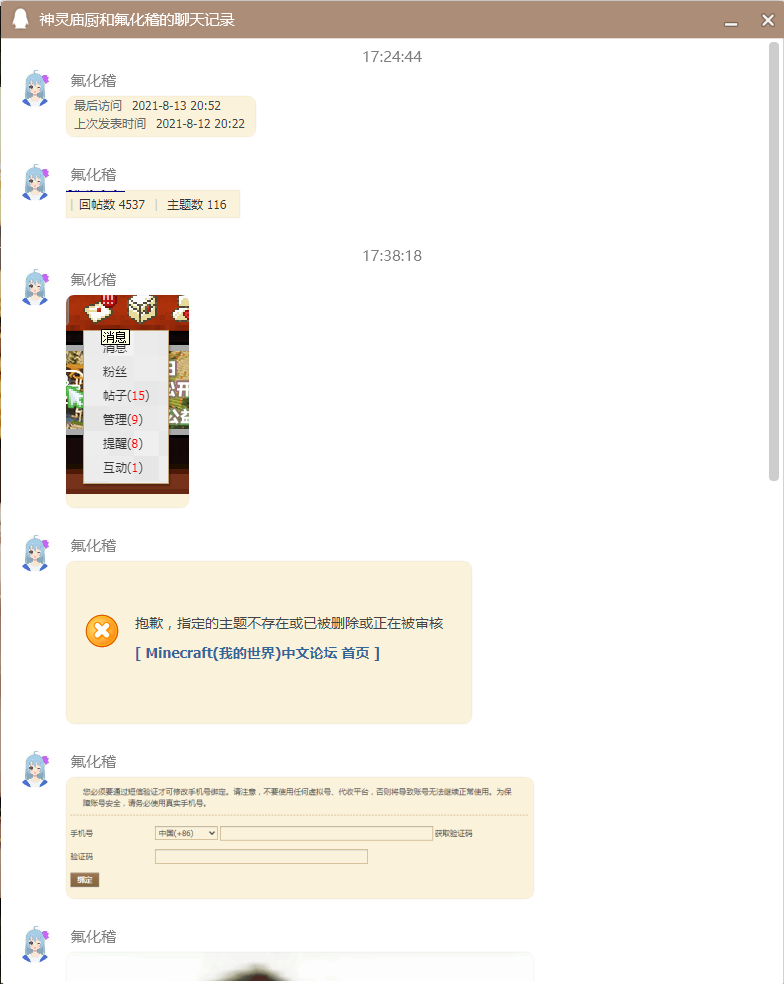 神灵庙厨和氟化稽的聊天记录
17:24:44
氟化稽
最后访问 2021-8-13 20:52
上次发表时间 2021-8-12 20:22
氟化稽
| 回帖数 4537 | 主题数 116
17:38:18
氟化稽
消息
消息
粉丝
帖子(15)
管理(9)
提醒(8)
互动(1)
氟化稽
抱歉，指定的主题不存在或已被删除或正在被审核
[ Minecraft(我的世界)中文论坛 首页 ]
氟化稽
您必须要通过短信验证才可修改手机号绑定。请注意，不要使用任何虚拟号、代收平台，否则将导致账号无法继续正常使用。为保
障账号安全，请务必使用真实手机号。
手机号 中国(+86) 获取验证码
验证码
绑定
氟化稽